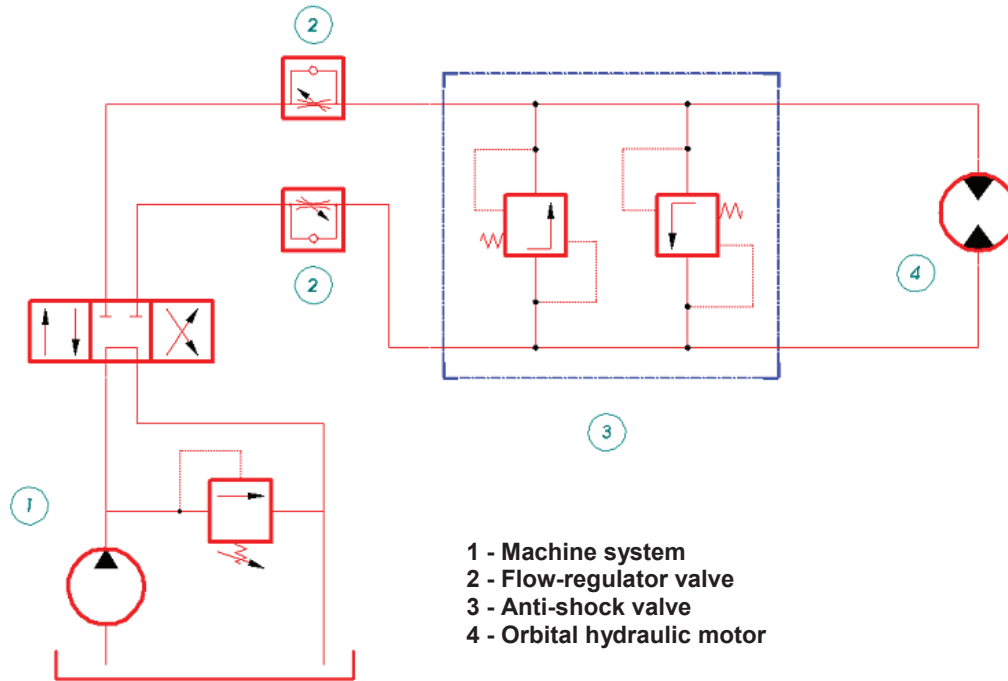 2
2
4
3
1
1 - Machine system
2 - Flow-regulator valve
3 - Anti-shock valve
4 - Orbital hydraulic motor